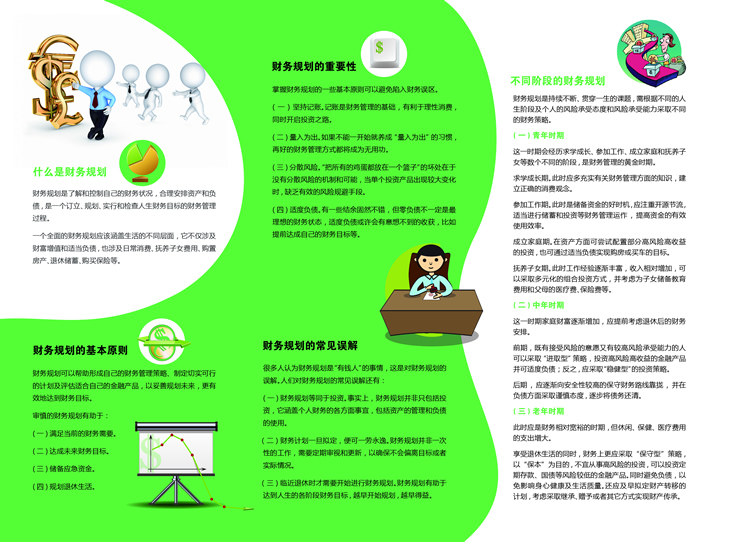 什么是财务规划
财务规划是了解和控制自己的财务状况，合理安排资产和负
债，是一个订立、规划、实行和检查人生财务目标的财务管理
过程。
一个全面的财务规划应该涵盖生活的不同层面，它不仅涉及
财富增值和适当负债，也涉及日常消费、抚养子女费用、购置
房产、退休储蓄、购买保险等。
财务规划的基本原则
财务规划可以帮助形成自己的财务管理策略、制定切实可行
的计划及评估适合自己的金融产品，以妥善规划未来，更有
效地达到财务目标。
审慎的财务规划有助于：
(一) 满足当前的财务需要。
(二) 达成未来财务目标。
(三) 储备应急资金。
(四) 规划退休生活。
$
财务规划的重要性
$
掌握财务规划的一些基本原则可以避免陷入财务误区。
(一) 坚持记账。记账是财务管理的基础，有利于理性消费，
同时开启投资之路。
(二) 量入为出。如果不能一开始就养成“量入为出”的习惯，
再好的财务管理方式都将成为无用功。
(三) 分散风险。“把所有的鸡蛋都放在一个篮子”的坏处在于
没有分散风险的机制和可能，当单个投资产品出现较大变化
时，缺乏有效的风险规避手段。
(四) 适度负债。有一些结余固然不错，但零负债不一定是最
理想的财务状态，适度负债或许会有意想不到的收获，比如
提前达成自己的财务目标等。
财务规划的常见误解
很多人认为财务规划是“有钱人”的事情，这是对财务规划的
误解。人们对财务规划的常见误解还有：
(一) 财务规划等同于投资。事实上，财务规划并非只包括投
资，它涵盖个人财务的各方面事宜，包括资产的管理和负债
的使用。
(二) 财务计划一旦拟定，便可一劳永逸。财务规划并非一次
性的工作，需要定期审视和更新，以确保不会偏离目标或者
实际情况。
(三) 临近退休时才需要开始进行财务规划。财务规划有助于
达到人生的各阶段财务目标，越早开始规划，越早得益。
不同阶段的财务规划
财务规划是持续不断、贯穿一生的课题，需根据不同的人
生阶段及个人的风险承受态度和风险承受能力采取不同
的财务策略。
(一) 青年时期
这一时期会经历求学成长、参加工作、成立家庭和抚养子
女等数个不同的阶段，是财务管理的黄金时期。
求学成长期。此时应多充实有关财务管理方面的知识，建
立正确的消费观念。
参加工作期。此时是储备资金的好时机，应注重开源节流，
适当进行储蓄和投资等财务管理运作，提高资金的有效
使用效率。
成立家庭期。在资产方面可尝试配置部分高风险高收益
的投资，也可通过适当负债实现购房或买车的目标。
抚养子女期。此时工作经验逐渐丰富，收入相对增加，可
以采取多元化的组合投资方式，并考虑为子女储备教育
费用和父母的医疗费、保险费等。
(二) 中年时期
这一时期家庭财富逐渐增加，应提前考虑退休后的财务
安排。
前期，既有接受风险的意愿又有较高风险承受能力的人
可以采取“进取型”策略，投资高风险高收益的金融产品
并可适度负债；反之，应采取“稳健型”的投资策略。
后期，应逐渐向安全性较高的保守财务路线靠拢，并在
负债方面采取谨慎态度，逐步将债务还清。
(三) 老年时期
此时应是财务相对宽裕的时期，但休闲、保健、医疗费用
的支出增大。
享受退休生活的同时，财务上更应采取“保守型”策略，
以“保本”为目的，不宜从事高风险的投资，可以投资定
期存款、国债等风险较低的金融产品。同时避免负债，以
免影响身心健康及生活质量。还应及早拟定财产转移的
计划，考虑采取继承、赠予或者其它方式实现财产传承。